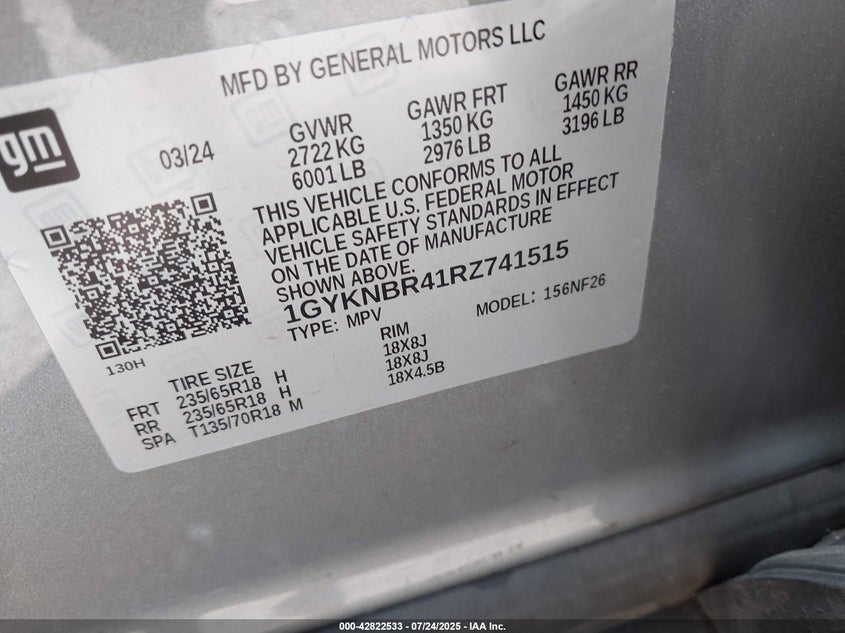 MFD BY GENERAL MOTORS LLC
gm
03/24
GVWR
2722 KG
6001 LB
GAWR FRT
1350 KG
2976 LB
GAWR RR
1450 KG
3196 LB
THIS VEHICLE CONFORMS TO ALL
APPLICABLE U.S. FEDERAL MOTOR
VEHICLE SAFETY STANDARDS IN EFFECT
ON THE DATE OF MANUFACTURE
SHOWN ABOVE.
1GYKNBR41RZ741515
TYPE: MPV
MODEL: 156NF26
130H
TIRE SIZE RIM
FRT 235/65R18 H 18X8J
RR 235/65R18 H 18X8J
SPA T135/70R18 M 18X4.5B
000-42822533 - 07/24/2025 - IAA Inc.